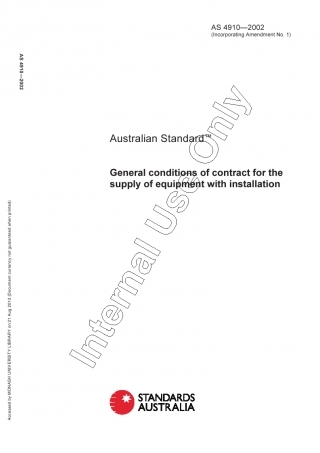 AS 4910—2002
(Incorporating Amendment No. 1)
AS 4910—2002
Australian Standard™
General conditions of contract for the
supply of equipment with installation
Internal Use Only
Accessed by MONASH UNIVERSITY LIBRARY on 21 Aug 2010 (Document currency not guaranteed when printed)
STANDARDS
AUSTRALIA